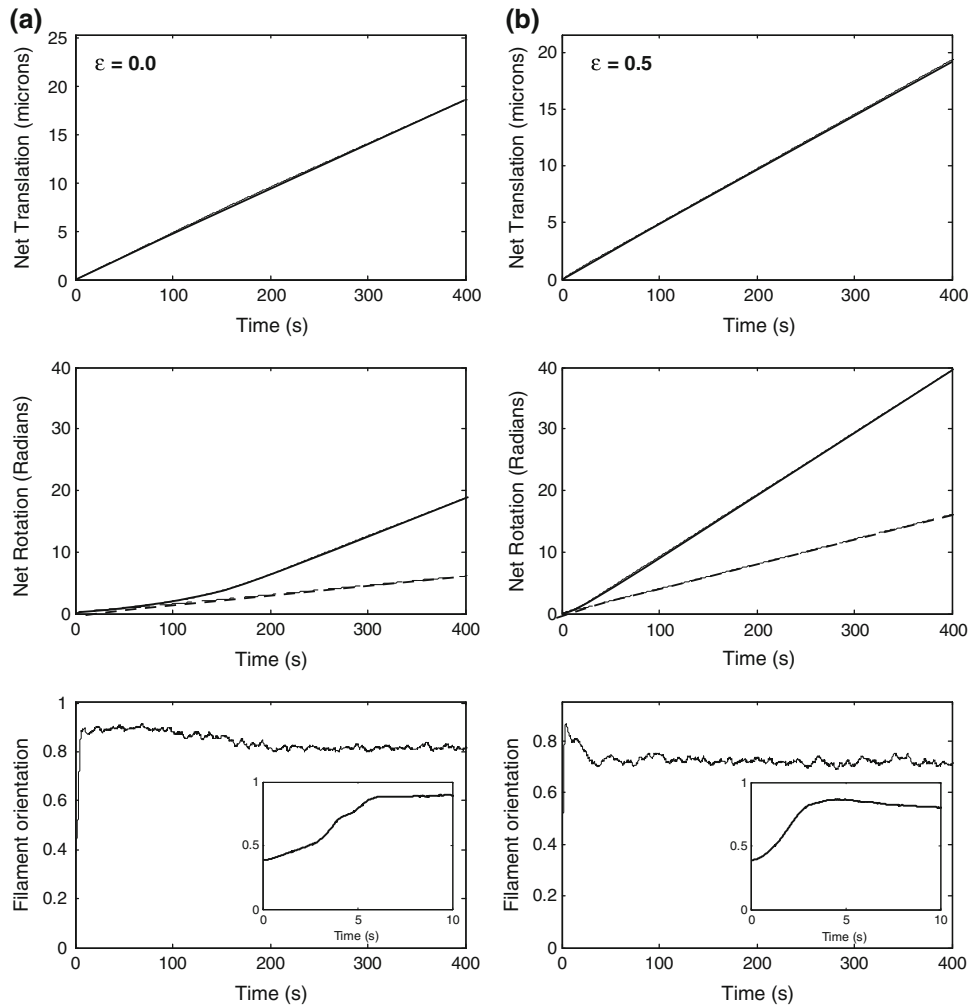 (a)
ε = 0.0
Net Translation (microns)
25
20
15
10
5
0
0 100 200 300 400
Time (s)
(b)
ε = 0.5
Net Translation (microns)
20
15
10
5
0
0 100 200 300 400
Time (s)
Net Rotation (Radians)
40
30
20
10
0
0 100 200 300 400
Time (s)
Net Rotation (Radians)
40
30
20
10
0
0 100 200 300 400
Time (s)
Filament orientation
1
0.8
0.6
0.4
0.2
0
0 100 200 300 400
Time (s)
1
0.5
0
0 5 10
Time (s)
Filament orientation
0.8
0.6
0.4
0.2
0
0 100 200 300 400
Time (s)
1
0.5
0
0 5 10
Time (s)